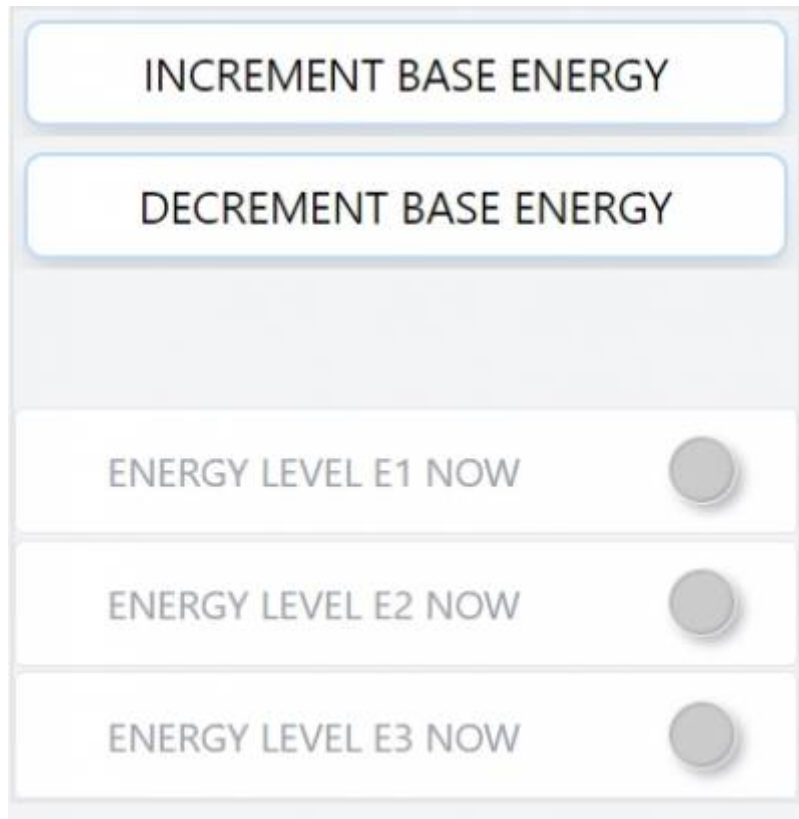 INCREMENT BASE ENERGY
DECREMENT BASE ENERGY
ENERGY LEVEL E1 NOW
ENERGY LEVEL E2 NOW
ENERGY LEVEL E3 NOW